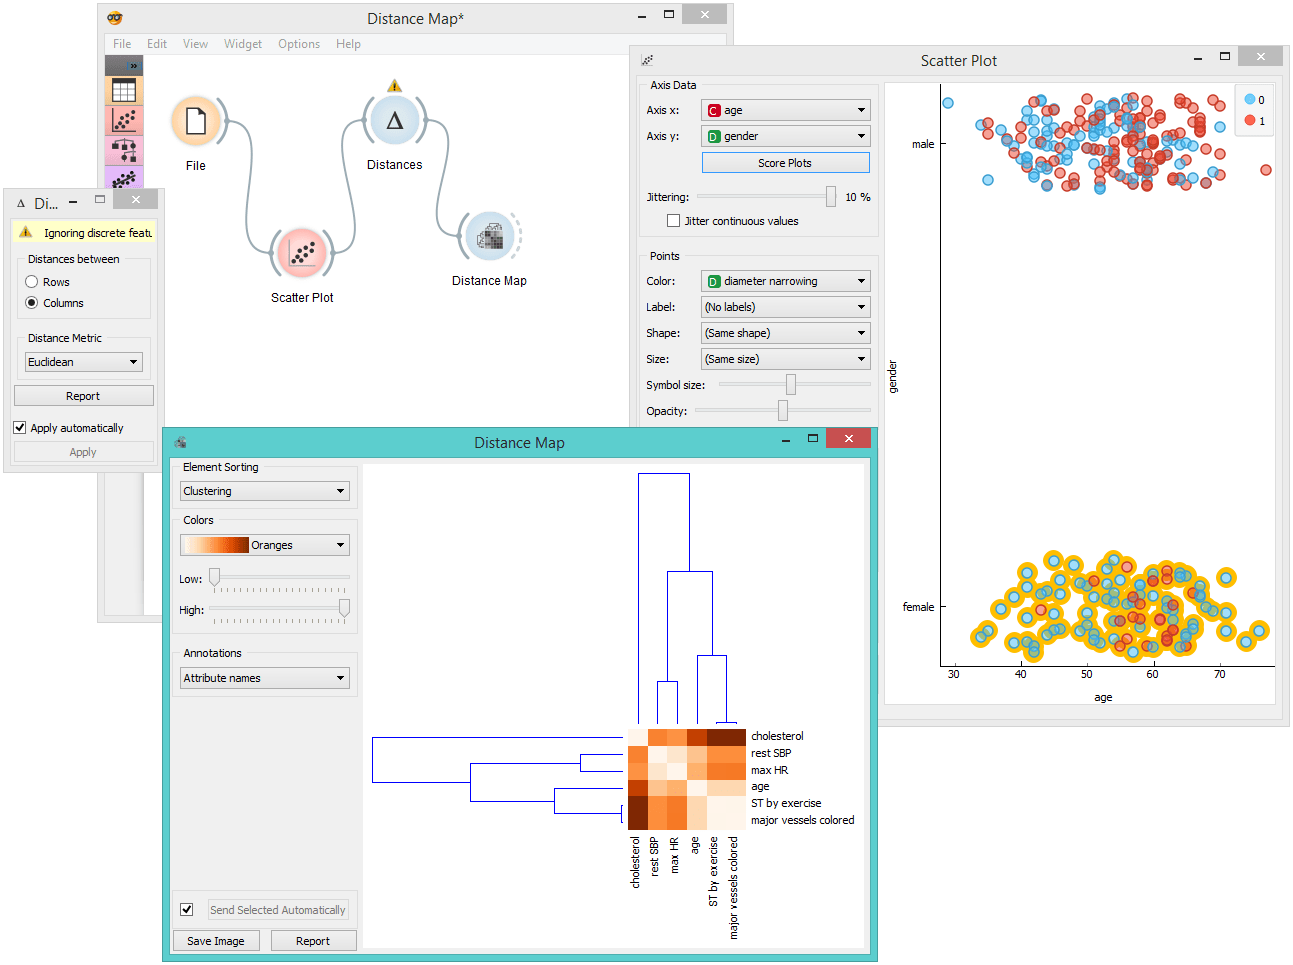 Distance Map*
File Edit View Widget Options Help
»
File
Distances
Scatter Plot
Distance Map
Δ Di...
Ignoring discrete featu
Distances between
Rows
Columns
Distance Metric
Euclidean
Report
Apply automatically
Apply
Scatter Plot
Axis Data
Axis x: C age
Axis y: D gender
Score Plots
Jittering: 10 %
Jitter continuous values
Points
Color: D diameter narrowing
Label: (No labels)
Shape: (Same shape)
Size: (Same size)
Symbol size:
Opacity:
0
1
male
gender
female
30 40 50 60 70
age
Distance Map
Element Sorting
Clustering
Colors
Oranges
Low:
High:
Annotations
Attribute names
Send Selected Automatically
Save Image Report
cholesterol
rest SBP
max HR
age
ST by exercise
major vessels colored
cholesterol
rest SBP
max HR
age
ST by exercise
major vessels colored